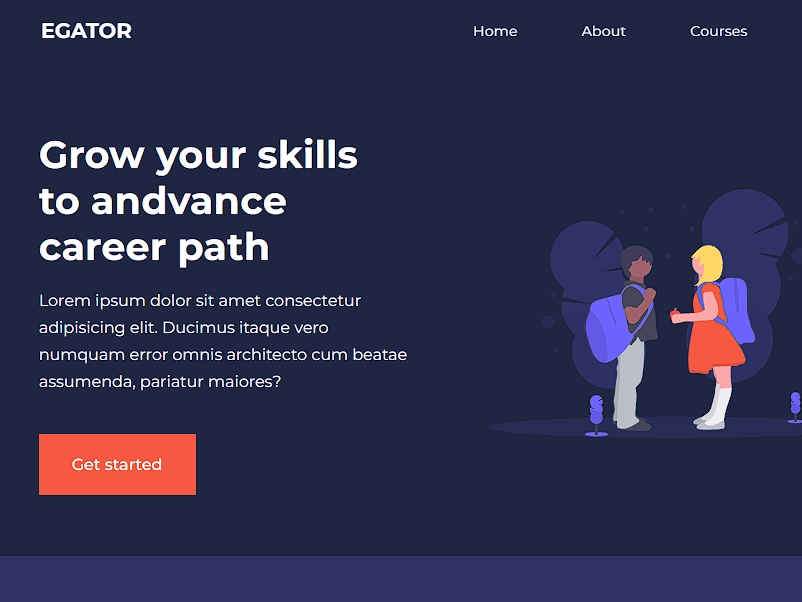 EGATOR
Home
About
Courses
Grow your skills
to andvance
career path
Lorem ipsum dolor sit amet consectetur
adipisicing elit. Ducimus itaque vero
numquam error omnis architecto cum beatae
assumenda, pariatur maiores?
Get started